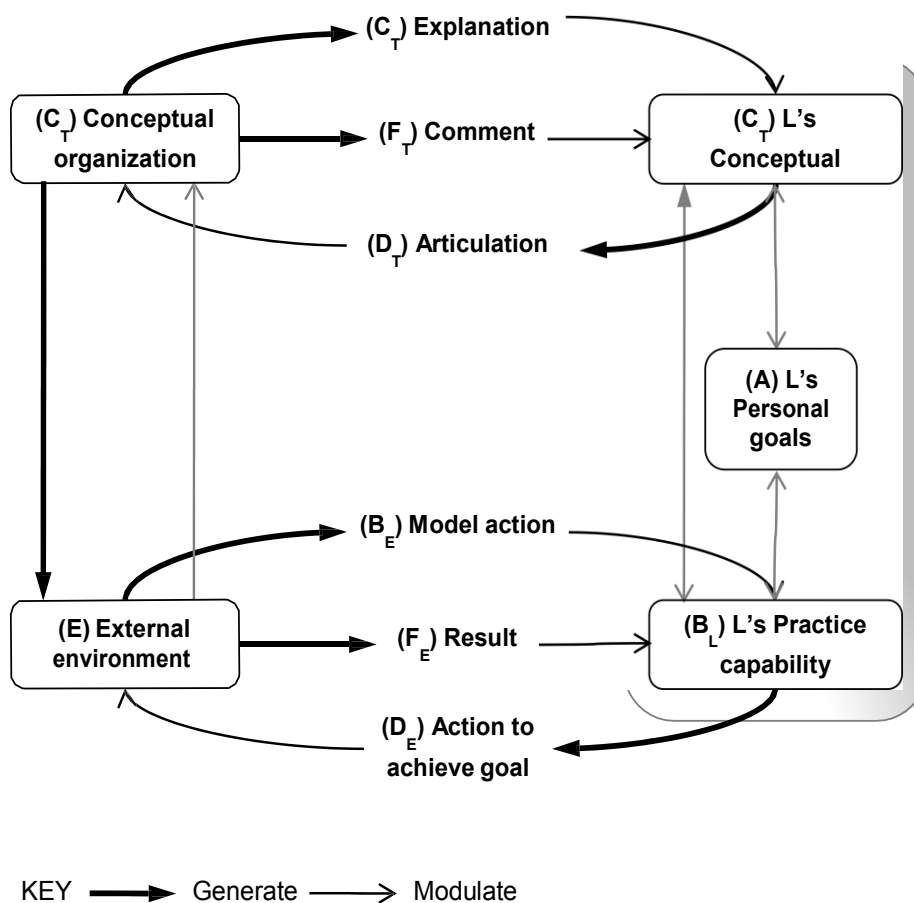 (C_T) Explanation
(C_T) Conceptual
organization
(F_T) Comment
(C_T) L’s
Conceptual
(D_T) Articulation
(A) L’s
Personal
goals
(B_E) Model action
(E) External
environment
(F_E) Result
(B_L) L’s Practice
capability
(D_E) Action to
achieve goal
KEY Generate Modulate